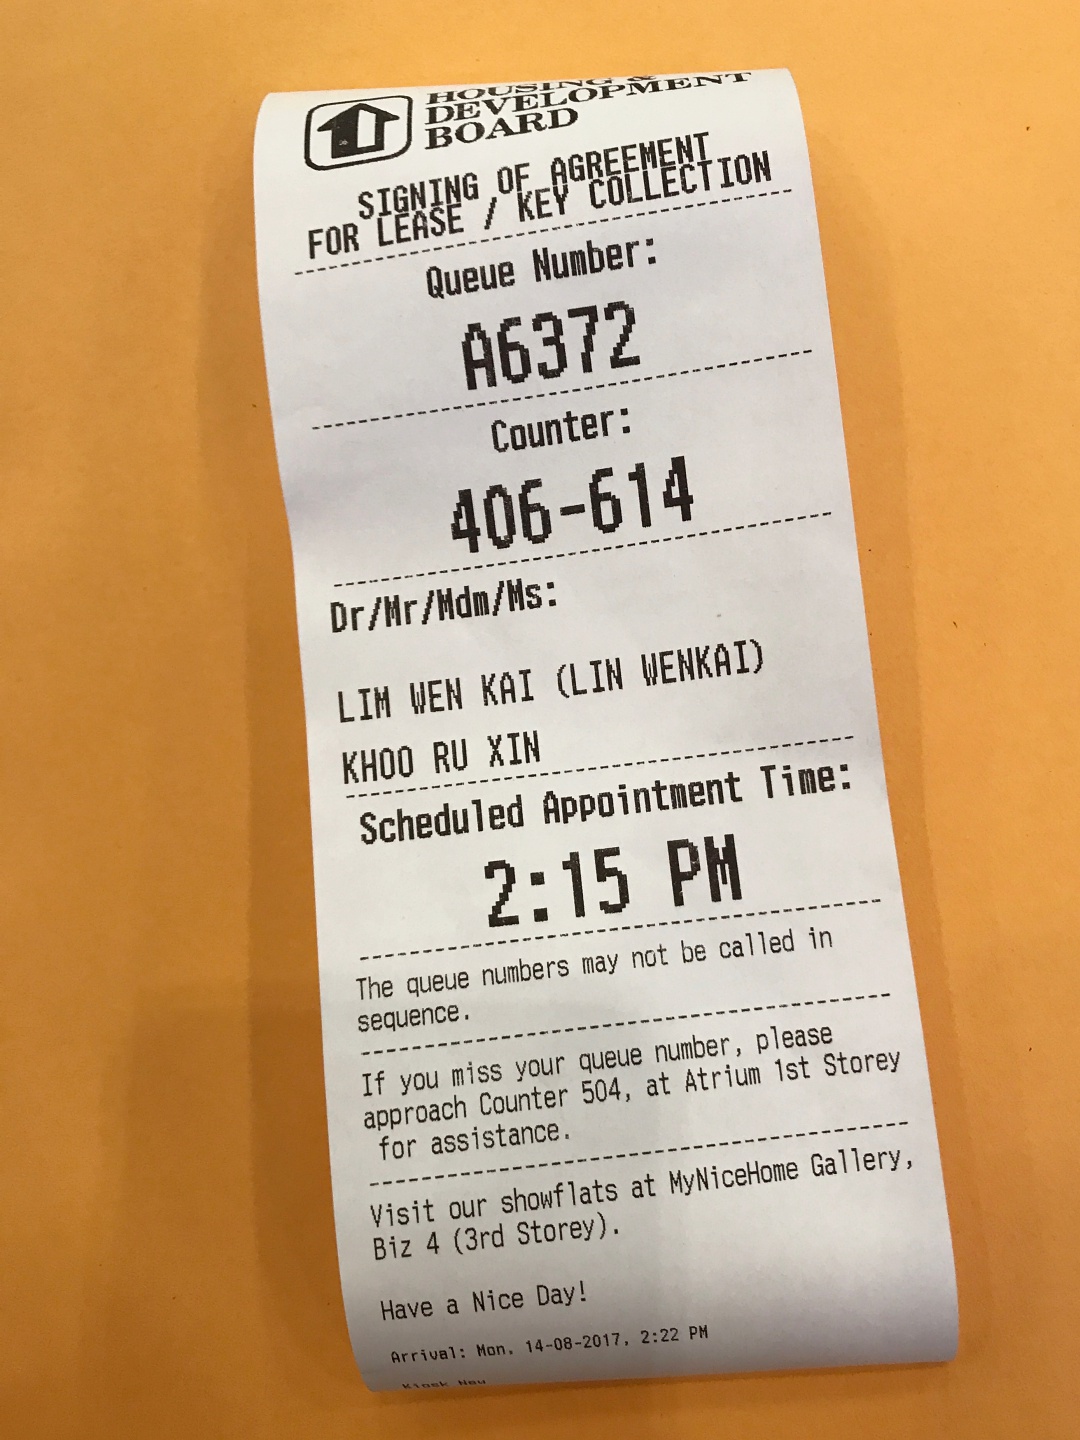 HOUSING &
DEVELOPMENT
BOARD
SIGNING OF AGREEMENT
FOR LEASE / KEY COLLECTION
Queue Number:
A6372
Counter:
406-614
Dr/Mr/Mdm/Ms:
LIM WEN KAI (LIN WENKAI)
KHOO RU XIN
Scheduled Appointment Time:
2:15 PM
The queue numbers may not be called in
sequence.
If you miss your queue number, please
approach Counter 504, at Atrium 1st Storey
for assistance.
Visit our showflats at MyNiceHome Gallery,
Biz 4 (3rd Storey).
Have a Nice Day!
Arrival: Mon, 14-08-2017, 2:22 PM
Kiosk New